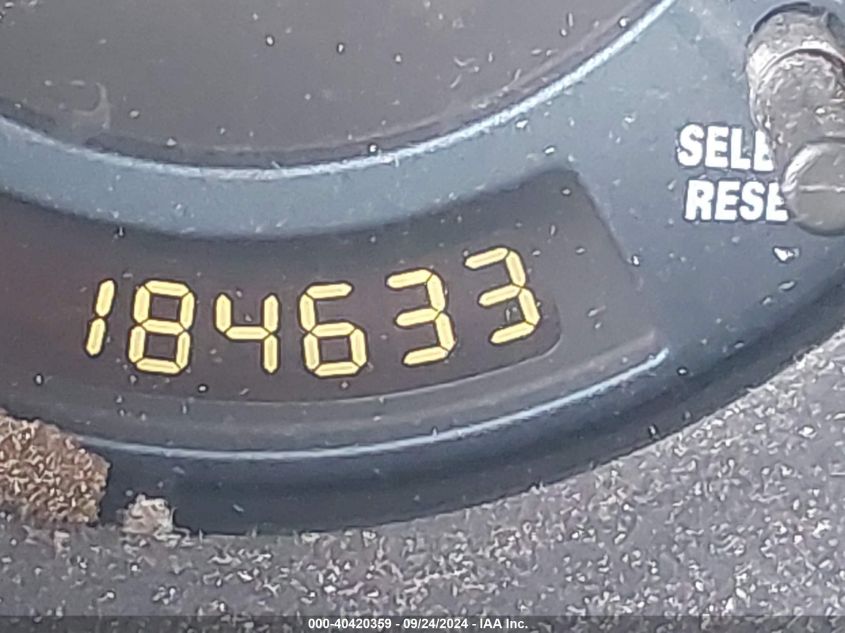 SELE
RESE
184633
000-40420359 - 09/24/2024 - IAA Inc.